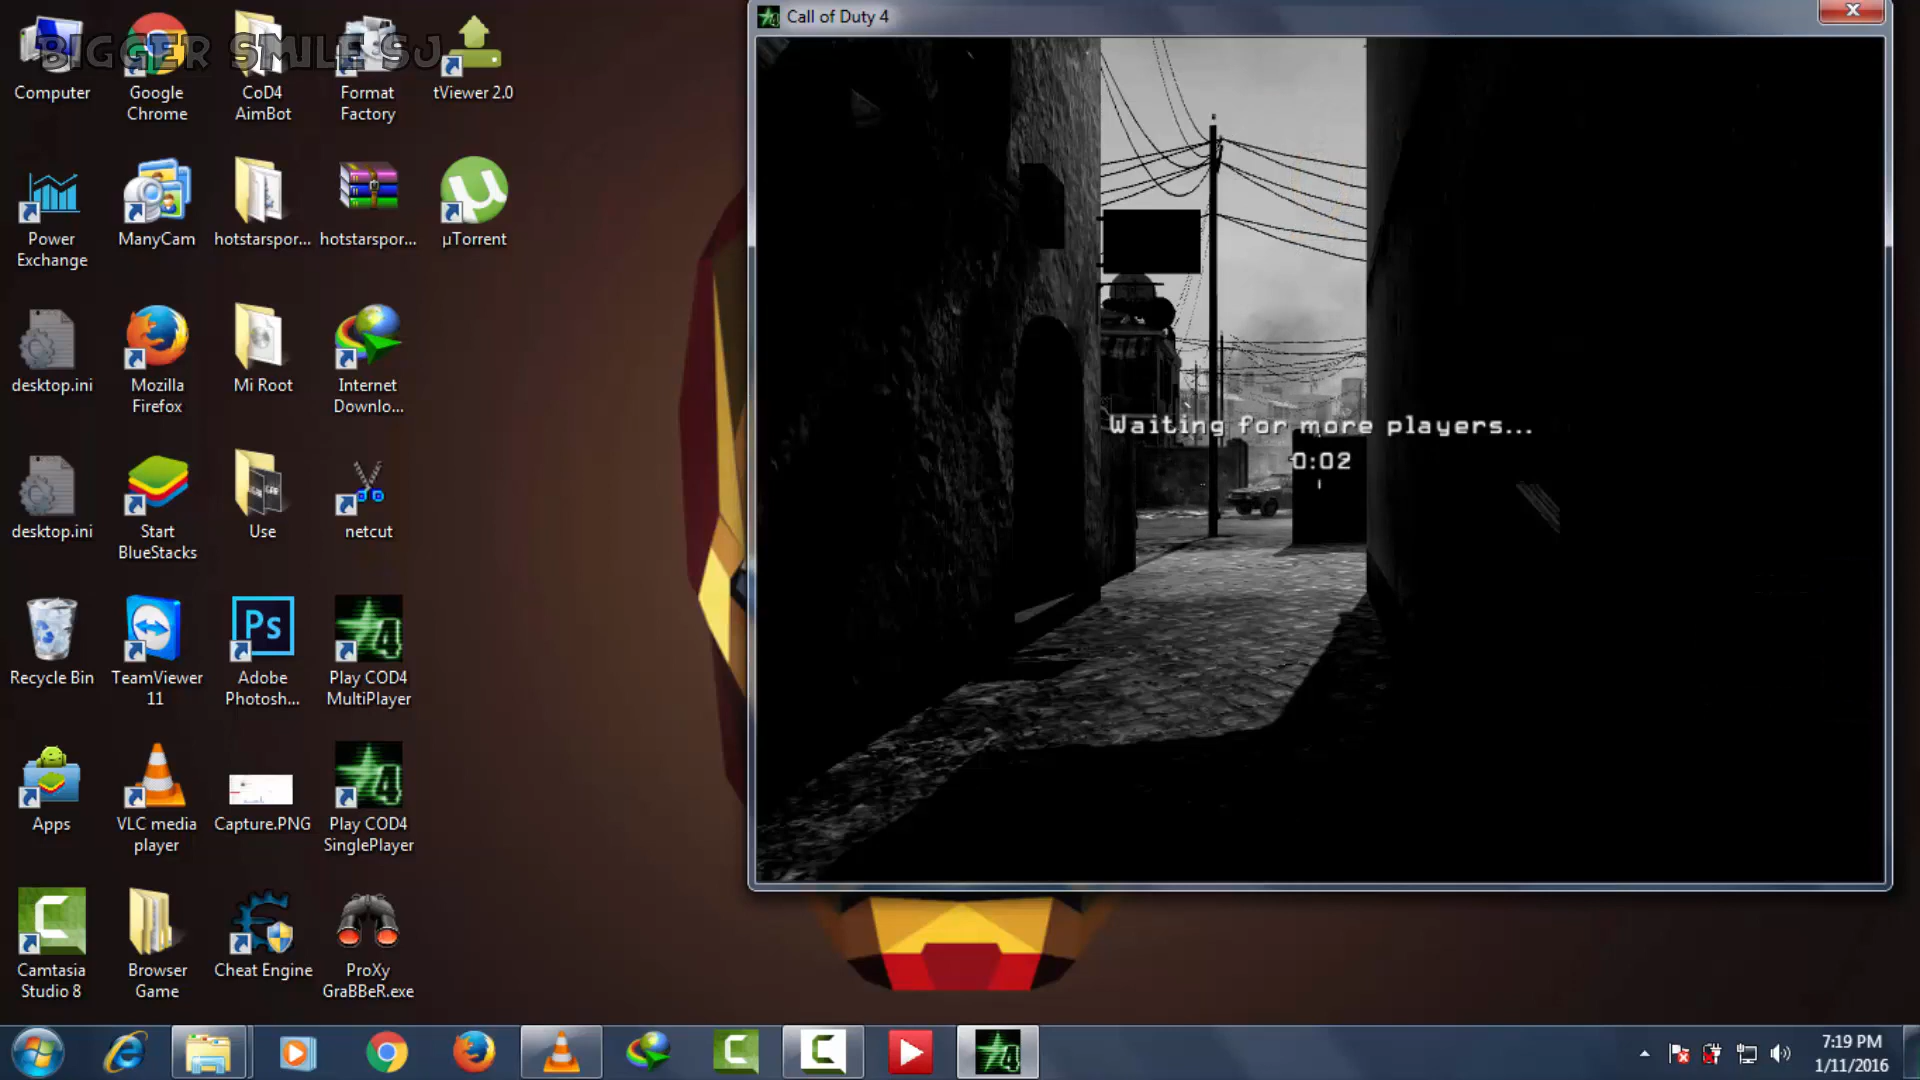 BIGGER SMILE SJ
Computer
Google
Chrome
CoD4
AimBot
Format
Factory
tViewer 2.0
Power
Exchange
ManyCam
hotstarspor...
hotstarspor...
µTorrent
desktop.ini
Mozilla
Firefox
Mi Root
Internet
Downlo...
desktop.ini
Start
BlueStacks
Use
netcut
Recycle Bin
TeamViewer
11
Ps
Adobe
Photosh...
4
Play COD4
MultiPlayer
Apps
VLC media
player
Capture.PNG
4
Play COD4
SinglePlayer
Camtasia
Studio 8
Browser
Game
Cheat Engine
ProXy
GraBBeR.exe
Call of Duty 4
Waiting for more players...
0:02
7:19 PM
1/11/2016